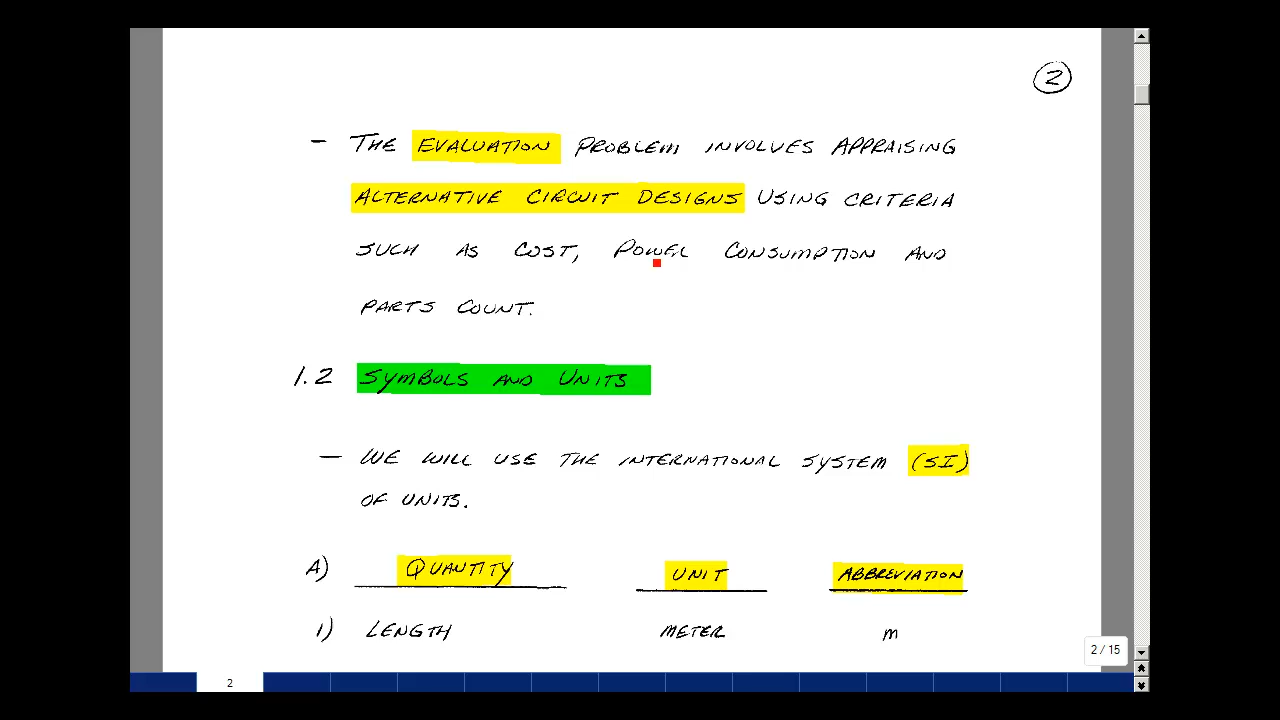 2
- THE EVALUATION PROBLEM INVOLVES APPRAISING
ALTERNATIVE CIRCUIT DESIGNS USING CRITERIA
SUCH AS COST, POWER CONSUMPTION AND
PARTS COUNT.
1.2 SYMBOLS AND UNITS
- WE WILL USE THE INTERNATIONAL SYSTEM (SI)
OF UNITS.
A) QUANTITY UNIT ABBREVIATION
1) LENGTH METER m
2 / 15
2